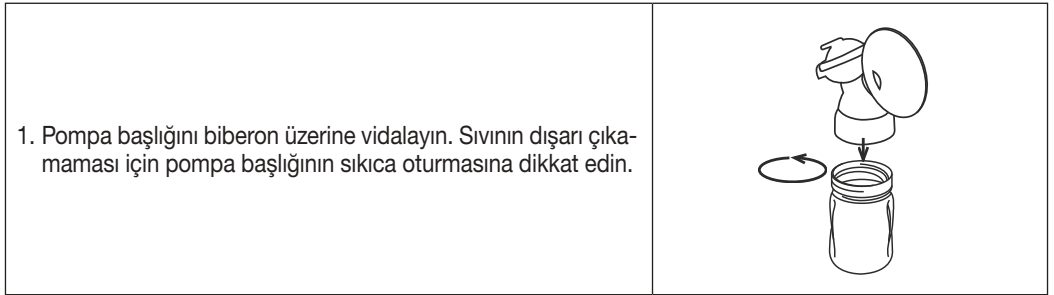 1. Pompa başlığını biberon üzerine vidalayın. Sıvının dışarı çıka-
maması için pompa başlığının sıkıca oturmasına dikkat edin.